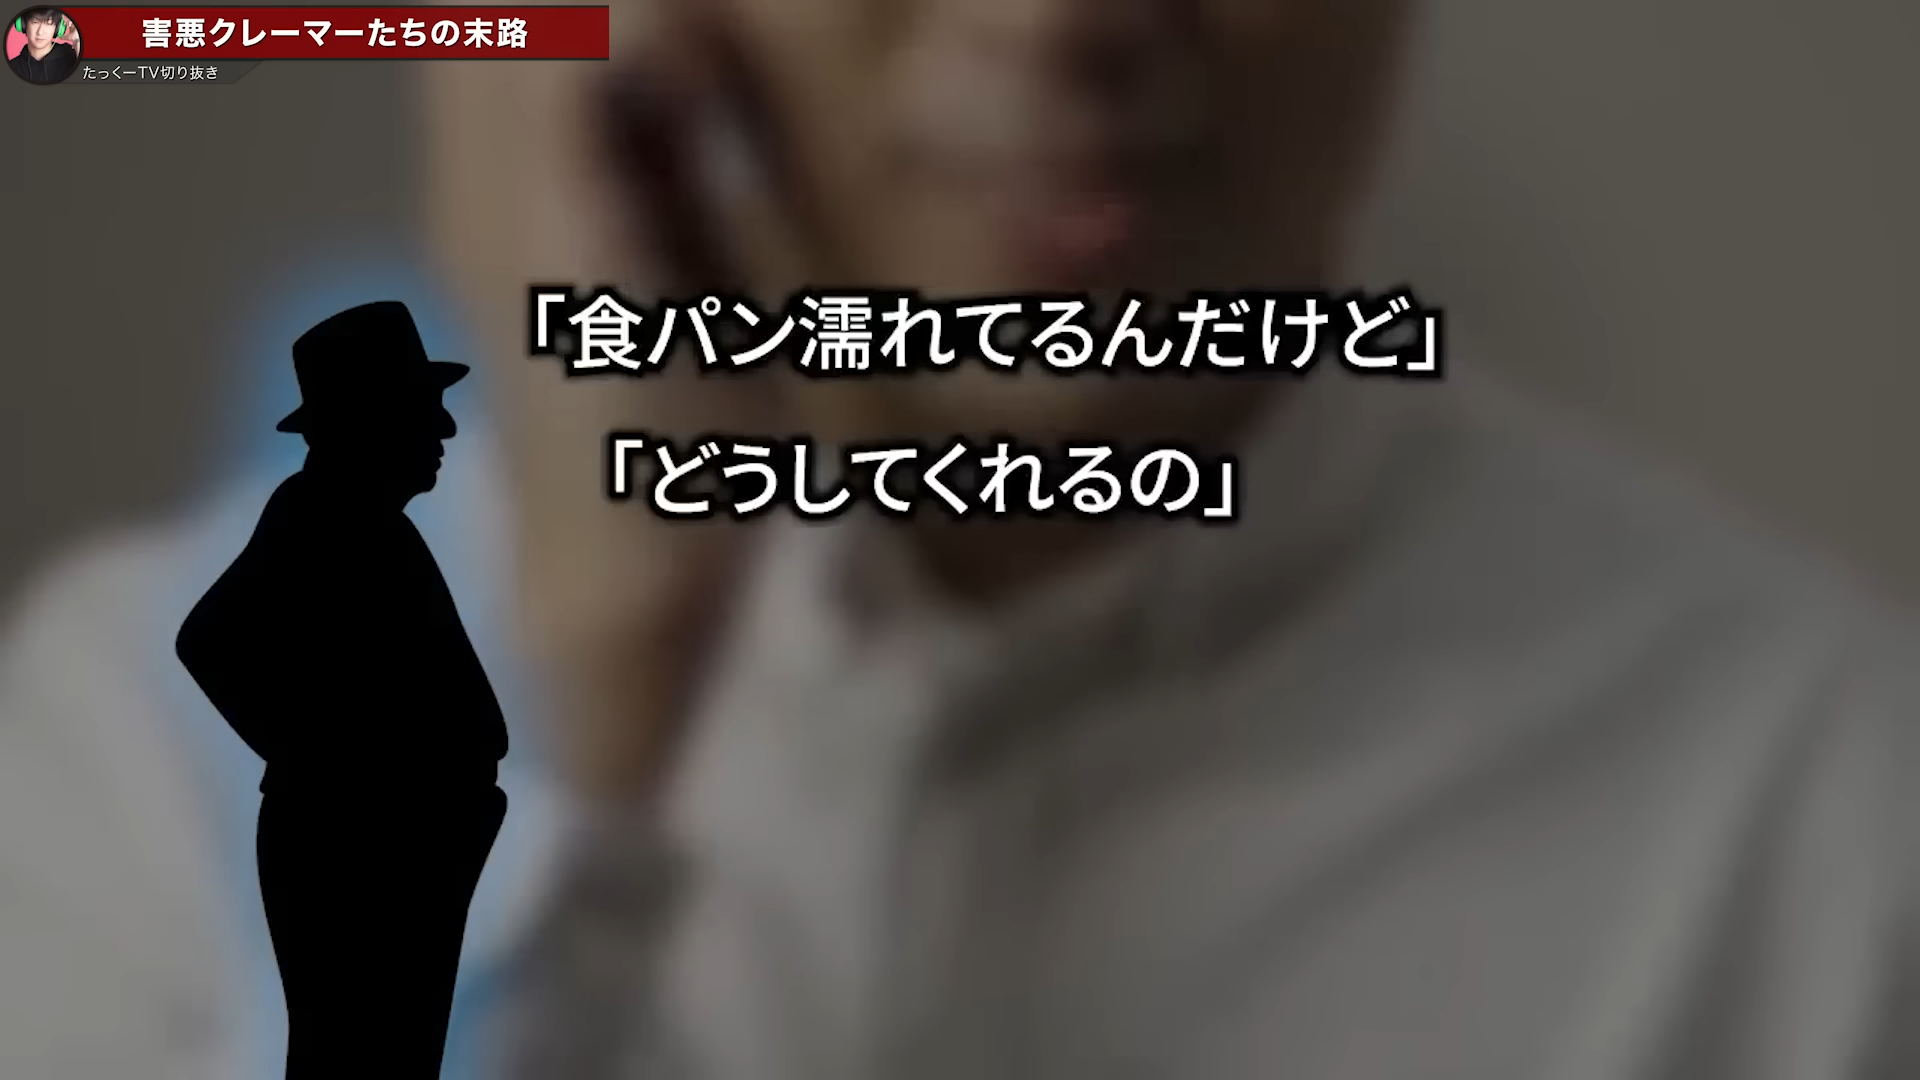 害悪クレーマーたちの末路
たっくーTV切り抜き
「食パン濡れてるんだけど」
「どうしてくれるの」